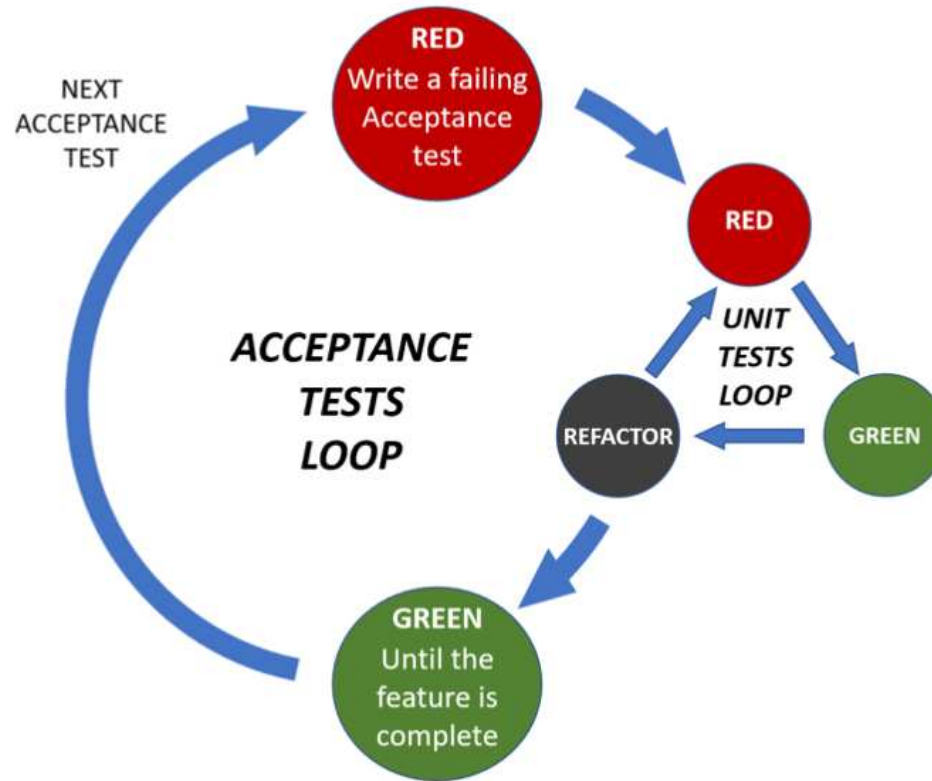 RED
Write a failing
Acceptance
test
NEXT
ACCEPTANCE
TEST
RED
UNIT
TESTS
LOOP
ACCEPTANCE
TESTS
LOOP
REFACTOR
GREEN
GREEN
Until the
feature is
complete